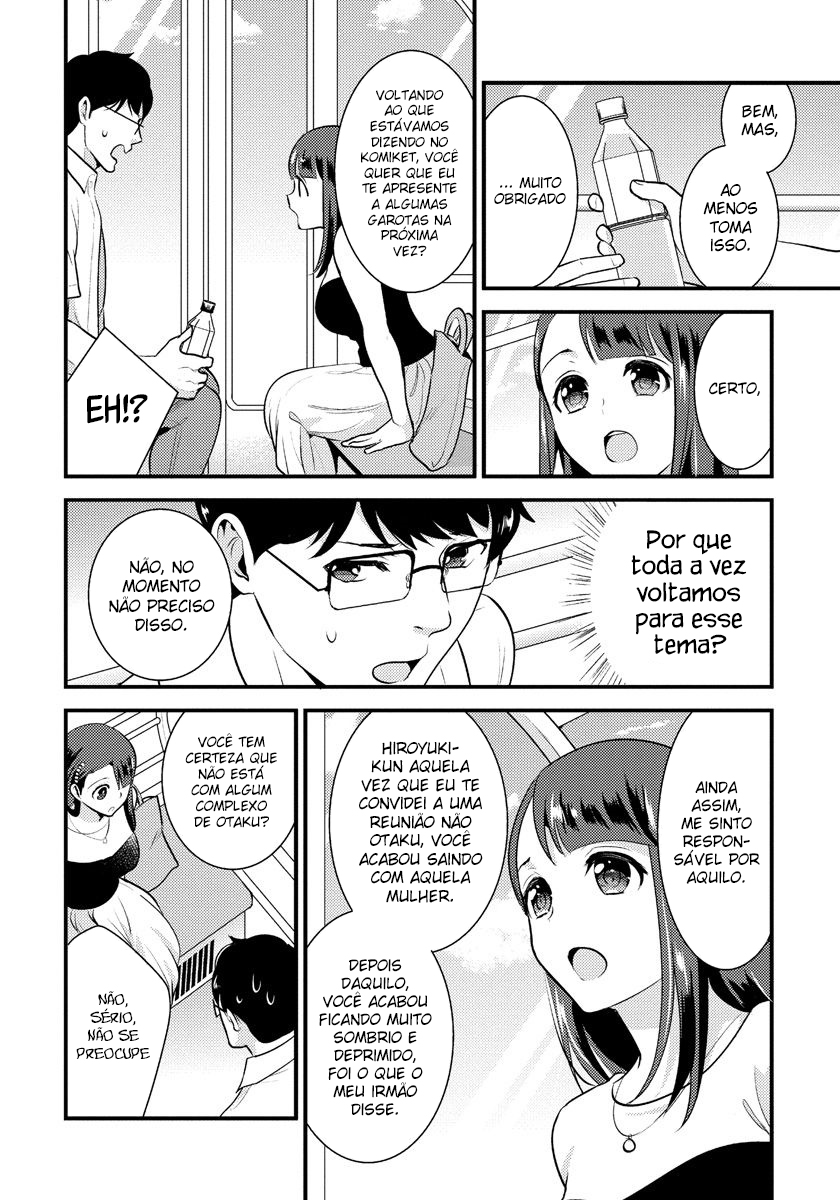 BEM,
MAS,
AO
MENOS
TOMA
ISSO.
... MUITO
OBRIGADO
CERTO,
VOLTANDO
AO QUE
ESTÁVAMOS
DIZENDO NO
KOMIKET, VOCÊ
QUER QUE EU
TE APRESENTE
A ALGUMAS
GAROTAS NA
PRÓXIMA
VEZ?
EH!?
Por que
toda a vez
voltamos
para esse
tema?
NÃO, NO
MOMENTO
NÃO PRECISO
DISSO.
AINDA
ASSIM,
ME SINTO
RESPON-
SÁVEL POR
AQUILO.
HIROYUKI-
KUN AQUELA
VEZ QUE EU TE
CONVIDEI A UMA
REUNIÃO NÃO
OTAKU, VOCÊ
ACABOU SAINDO
COM AQUELA
MULHER.
DEPOIS
DAQUILO,
VOCÊ ACABOU
FICANDO MUITO
SOMBRIO E
DEPRIMIDO,
FOI O QUE O
MEU IRMÃO
DISSE.
VOCÊ TEM
CERTEZA QUE
NÃO ESTÁ
COM ALGUM
COMPLEXO
DE OTAKU?
NÃO,
SÉRIO,
NÃO SE
PREOCUPE